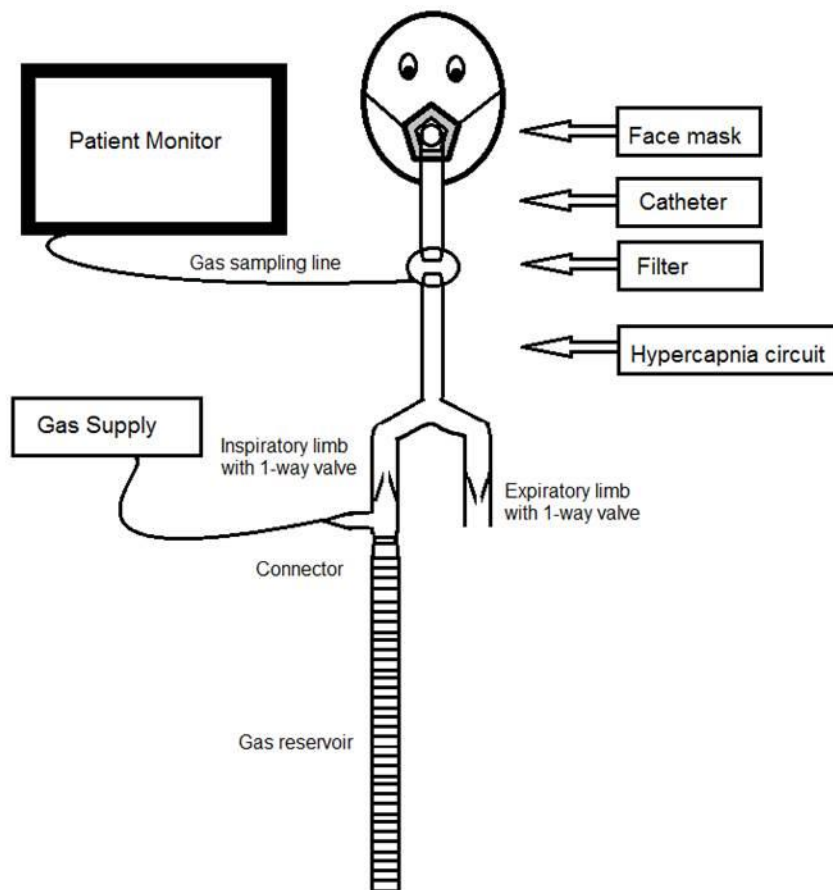 Patient Monitor
Face mask
Catheter
Gas sampling line
Filter
Hypercapnia circuit
Gas Supply
Inspiratory limb
with 1-way valve
Expiratory limb
with 1-way valve
Connector
Gas reservoir